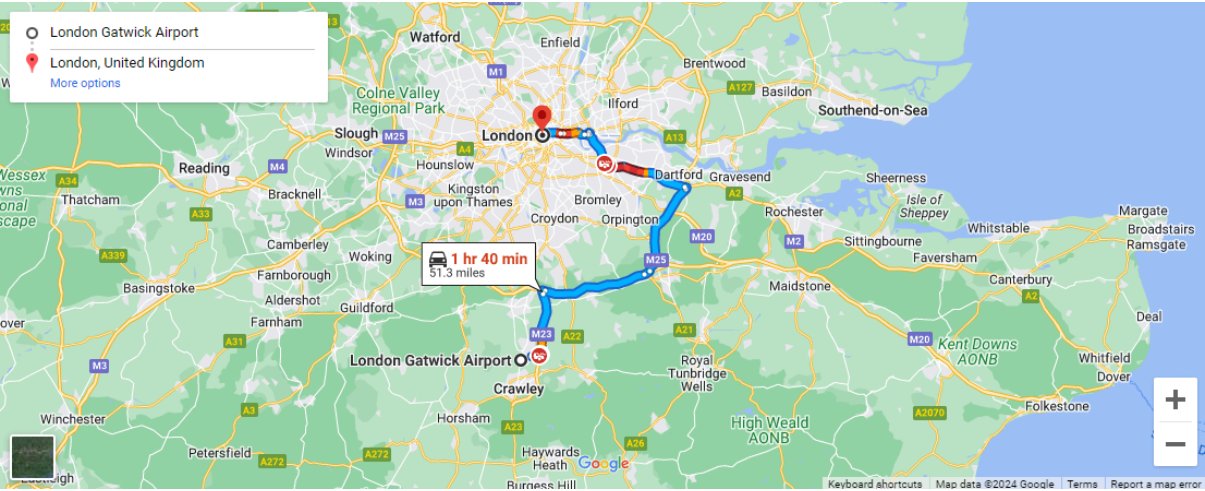 London Gatwick Airport
London, United Kingdom
More options
Watford
Enfield
Brentwood
M1
A127
Basildon
Colne Valley
Regional Park
Ilford
Southend-on-Sea
Slough
M25
London
A13
Windsor
A4
Hounslow
Reading
M4
Dartford
Gravesend
A2
Sheerness
A34
Thatcham
Bracknell
M3
Kingston
upon Thames
Bromley
Isle of
Sheppey
Rochester
Margate
A33
Croydon
Orpington
Broadstairs
Whitstable
Ramsgate
Camberley
M20
M2
Sittingbourne
A339
Woking
1 hr 40 min
51.3 miles
M25
Faversham
Farnborough
Canterbury
Basingstoke
Maidstone
A2
Aldershot
Guildford
Deal
Farnham
M23
A22
A21
A31
M20
Kent Downs
AONB
London Gatwick Airport
Royal
Tunbridge
Wells
Whitfield
Dover
M3
Crawley
A3
Folkestone
Winchester
Horsham
A23
A2070
High Weald
AONB
A26
Petersfield
A272
A272
Haywards
Heath
Google
Eastleigh
Burgess Hill
Keyboard shortcuts
Map data ©2024 Google
Terms
Report a map error